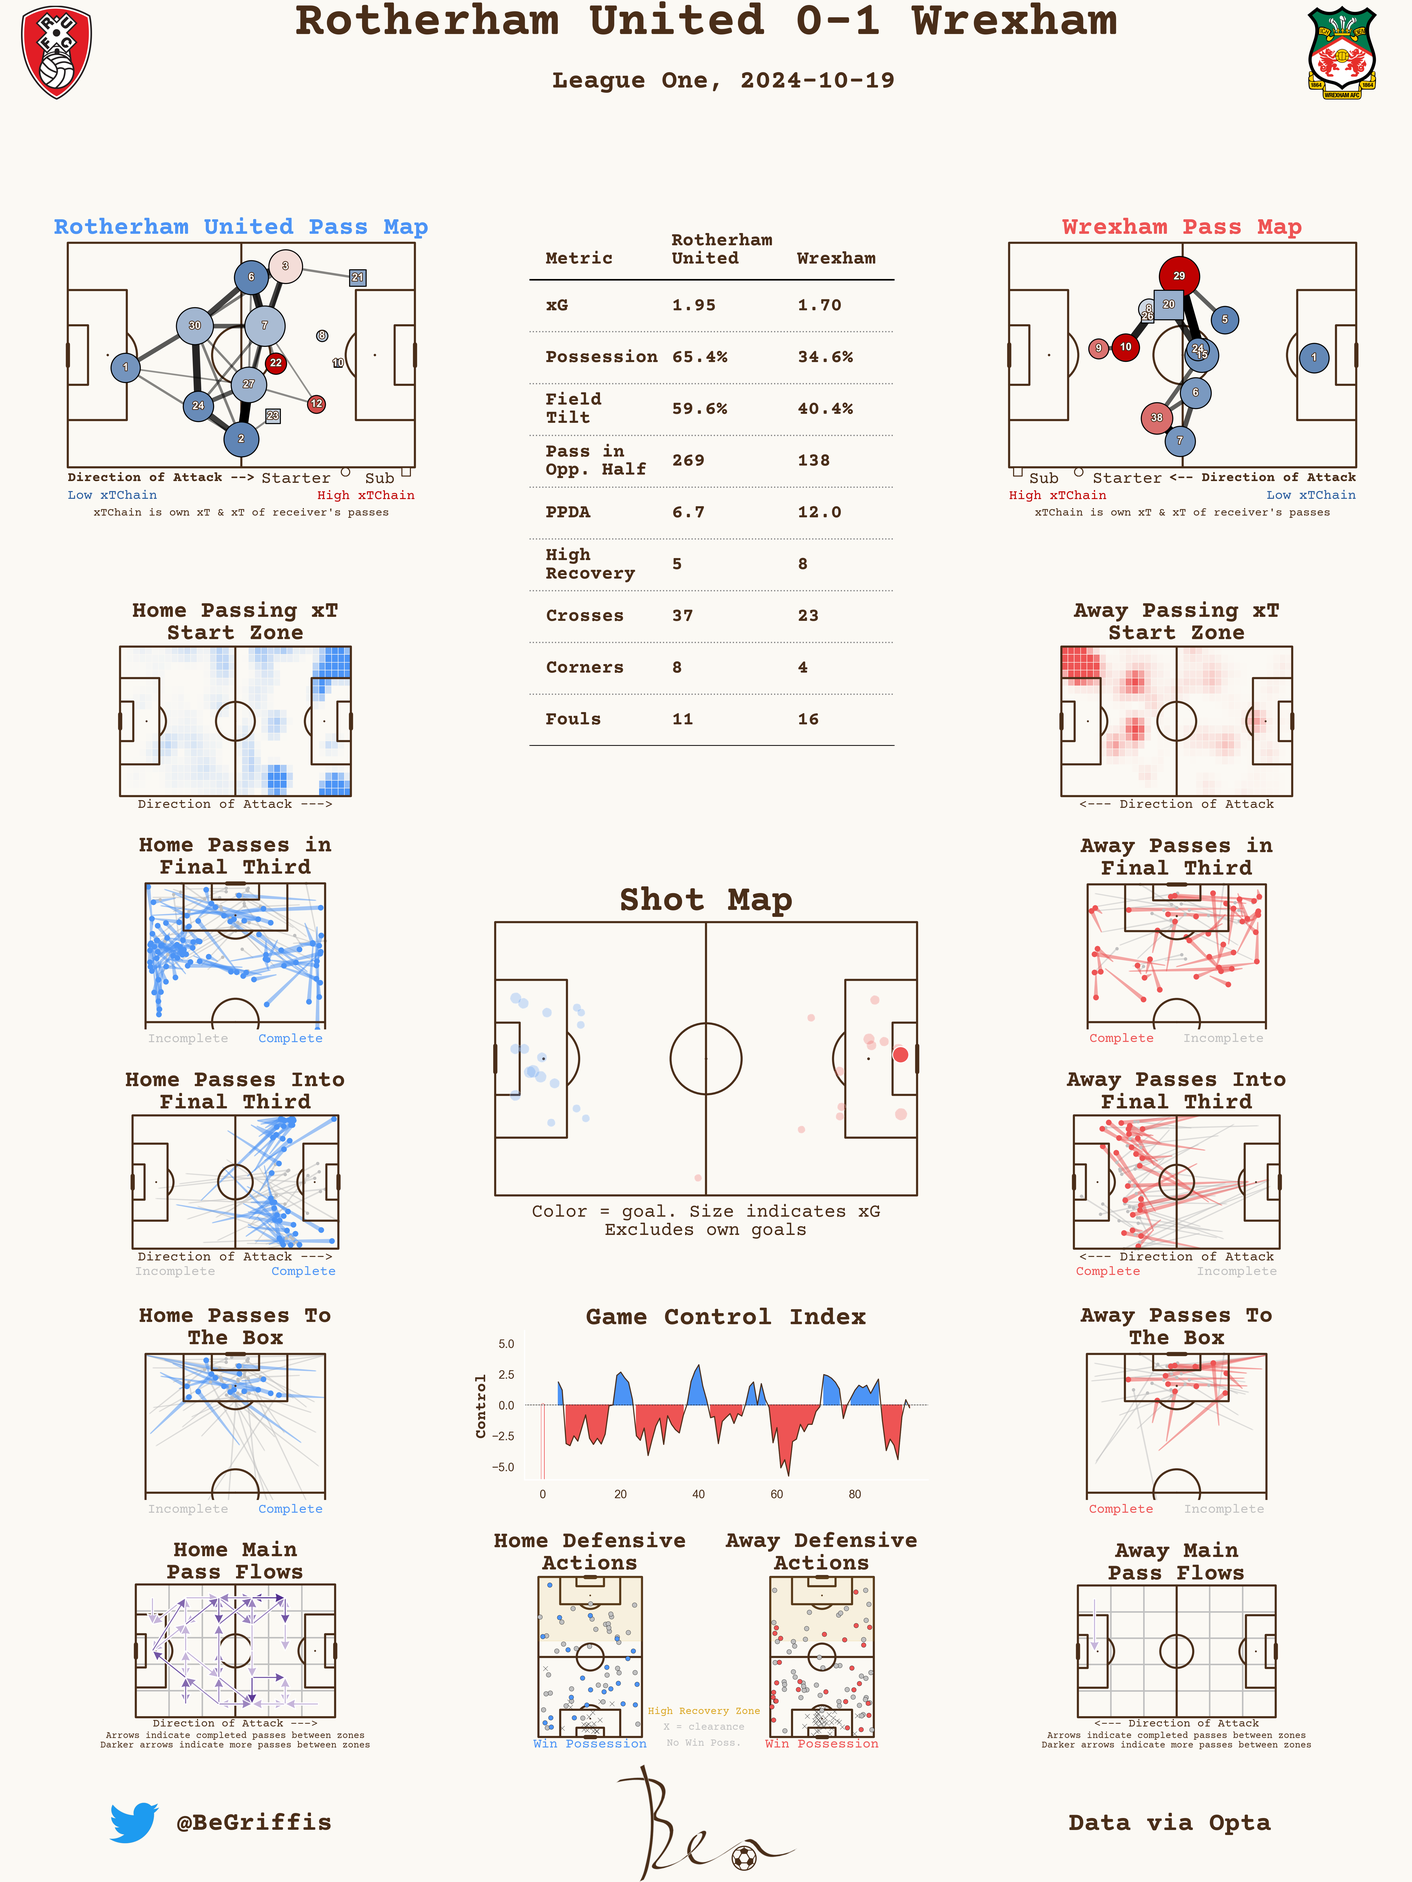 Rotherham United 0-1 Wrexham
League One, 2024-10-19
WREXHAM AFC
1864
1864
Rotherham United Pass Map
6
3
21
30
7
8
22
10
1
27
24
12
23
2
Direction of Attack --> Starter Sub
Low xTChain High xTChain
xTChain is own xT & xT of receiver's passes
Metric Rotherham United Wrexham
xG 1.95 1.70
Possession 65.4% 34.6%
Field Tilt 59.6% 40.4%
Pass in Opp. Half 269 138
PPDA 6.7 12.0
High Recovery 5 8
Crosses 37 23
Corners 8 4
Fouls 11 16
Wrexham Pass Map
29
8
20
26
5
9
10
24
15
1
6
38
7
Sub Starter <-- Direction of Attack
High xTChain Low xTChain
xTChain is own xT & xT of receiver's passes
Home Passing xT
Start Zone
Direction of Attack --->
Away Passing xT
Start Zone
<--- Direction of Attack
Home Passes in
Final Third
Incomplete Complete
Away Passes in
Final Third
Complete Incomplete
Shot Map
Color = goal. Size indicates xG
Excludes own goals
Home Passes Into
Final Third
Direction of Attack --->
Incomplete Complete
Away Passes Into
Final Third
<--- Direction of Attack
Complete Incomplete
Home Passes To
The Box
Incomplete Complete
Game Control Index
Control
5.0
2.5
0.0
−2.5
−5.0
0 20 40 60 80
Away Passes To
The Box
Complete Incomplete
Home Main
Pass Flows
Direction of Attack --->
Arrows indicate completed passes between zones
Darker arrows indicate more passes between zones
Home Defensive
Actions
Win Possession
High Recovery Zone
X = clearance
No Win Poss.
Away Defensive
Actions
Win Possession
Away Main
Pass Flows
<--- Direction of Attack
Arrows indicate completed passes between zones
Darker arrows indicate more passes between zones
@BeGriffis
Ben
Data via Opta